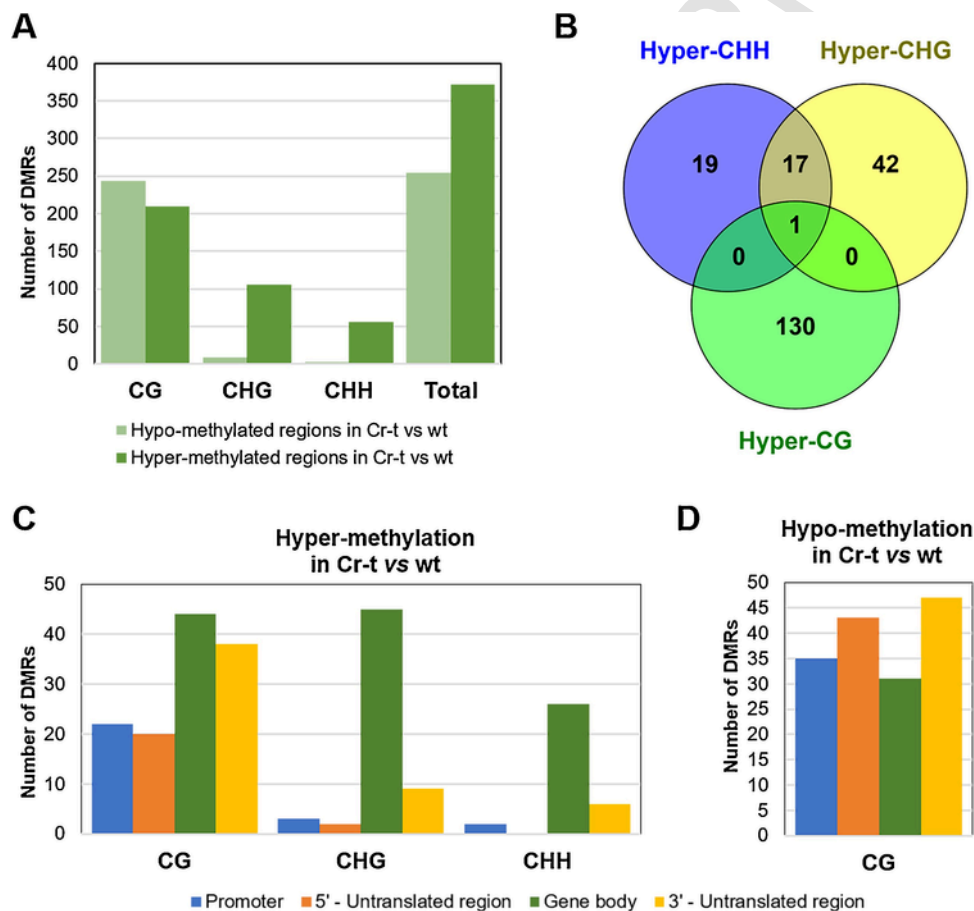 A
400
350
300
250
200
150
100
50
0
Number of DMRs
CG CHG CHH Total
Hypo-methylated regions in Cr-t vs wt
Hyper-methylated regions in Cr-t vs wt
B
Hyper-CHH Hyper-CHG
19 17 42
1
0 0
130
Hyper-CG
C
Hyper-methylation
in Cr-t vs wt
50
40
30
20
10
0
Number of DMRs
CG CHG CHH
D
Hypo-methylation
in Cr-t vs wt
50
45
40
35
30
25
20
15
10
5
0
Number of DMRs
CG
Promoter 5' - Untranslated region Gene body 3' - Untranslated region